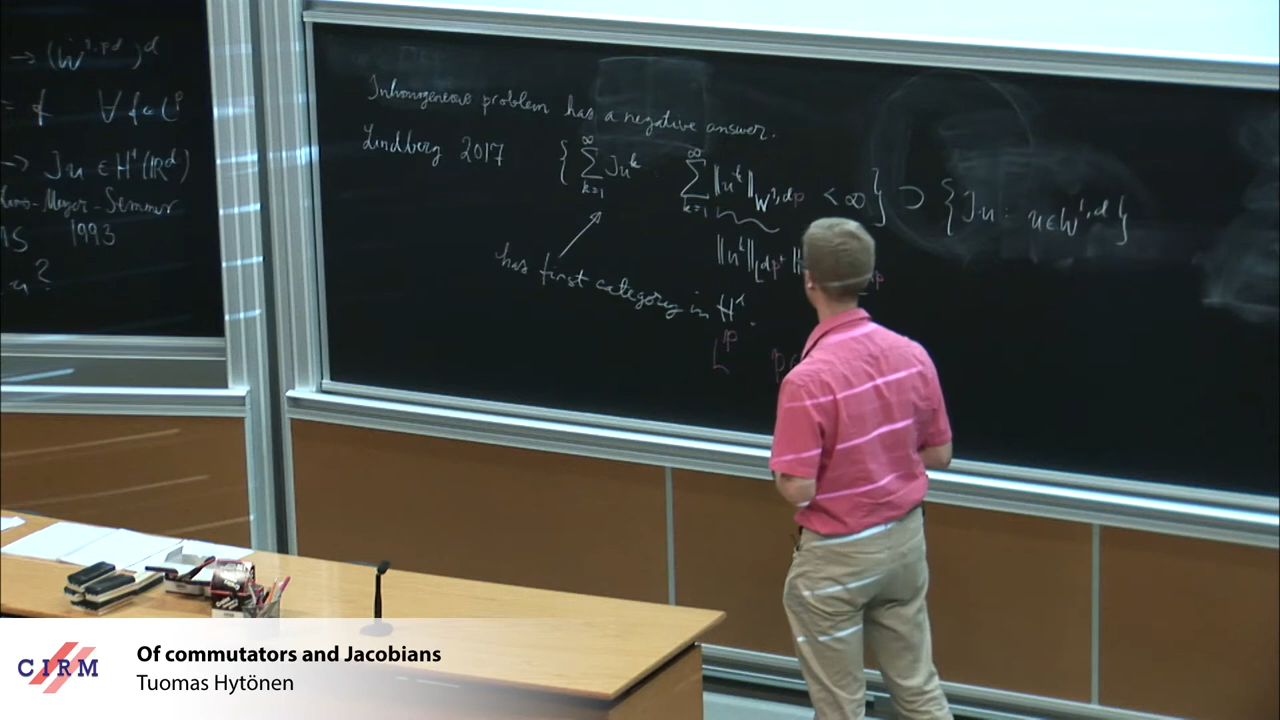 → (Ẇ^{1,pd})^d
= f ∀ f ∈ L^p
→ Ju ∈ H^1(ℝ^d)
-Meyer-Semmes
1993
u?
Inhomogeneous problem has a negative answer.
Lindberg 2017 { ∑_{k=1}^∞ Ju^k ∑_{k=1}^∞ ‖u^k‖_{W^{1,dp}} < ∞ } ⊃ { Ju : u ∈ W^{1,d} }
‖u^k‖_{L^{dp}} + ‖ p
has first category in H^1.
L^p p ∈
CIRM
Of commutators and Jacobians
Tuomas Hytönen